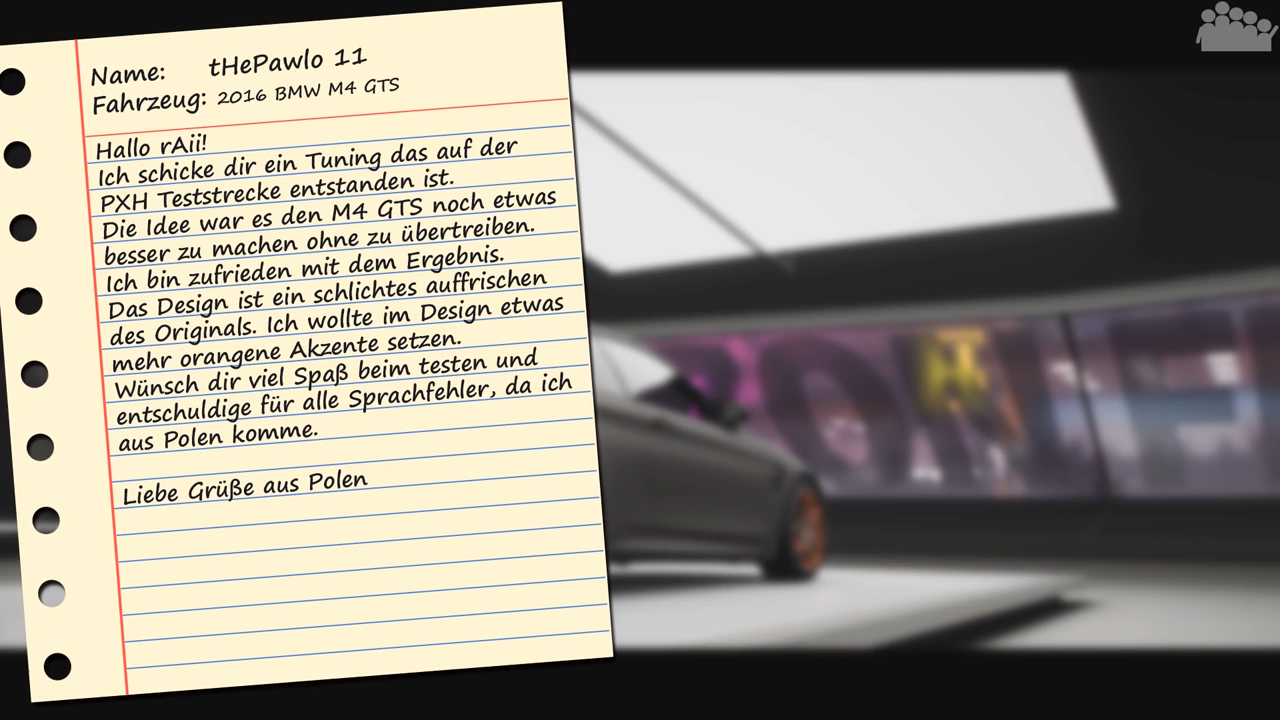 Name: tHePawlo 11
Fahrzeug: 2016 BMW M4 GTS
Hallo rAii!
Ich schicke dir ein Tuning das auf der
PXH Teststrecke entstanden ist.
Die Idee war es den M4 GTS noch etwas
besser zu machen ohne zu übertreiben.
Ich bin zufrieden mit dem Ergebnis.
Das Design ist ein schlichtes auffrischen
des Originals. Ich wollte im Design etwas
mehr orangene Akzente setzen.
Wünsch dir viel Spaß beim testen und
entschuldige für alle Sprachfehler, da ich
aus Polen komme.
Liebe Grüße aus Polen